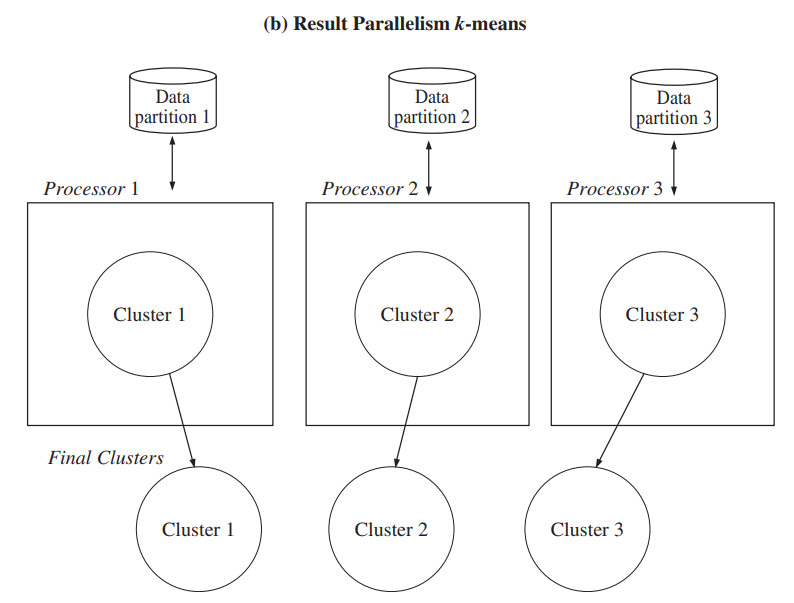 (b) Result Parallelism k-means
Data
partition 1
Data
partition 2
Data
partition 3
Processor 1
Processor 2
Processor 3
Cluster 1
Cluster 2
Cluster 3
Final Clusters
Cluster 1
Cluster 2
Cluster 3